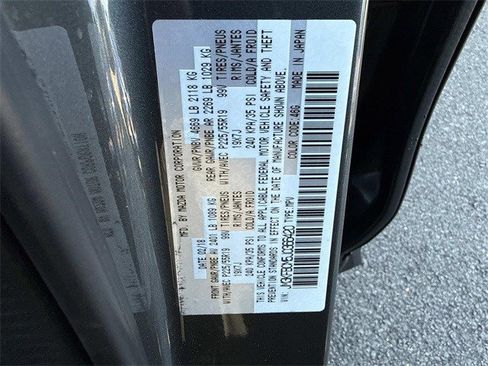 MFD. BY MAZDA MOTOR CORPORATION
02/18 GVWR/PNBV 4669 LB 2118 KG
FRONT GAWR/PNBE AV 2401 LB 1089 KG REAR GAWR/PNBE AR 2269 LB 1029 KG
WITH/AVEC P225/55R19 99V TIRES/PNEUS WITH/AVEC P225/55R19 99V TIRES/PNEUS
19X7J RIMS/JANTES 19X7J RIMS/JANTES
240 KPA/35 PSI COLD/A FROID 240 KPA/35 PSI COLD/A FROID
THIS VEHICLE CONFORMS TO ALL APPLICABLE FEDERAL MOTOR VEHICLE SAFETY AND THEFT
PREVENTION STANDARDS IN EFFECT ON THE DATE OF MANUFACTURE SHOWN ABOVE.
COLOR CODE:46G
TYPE:MPV MADE IN JAPAN
VIN: